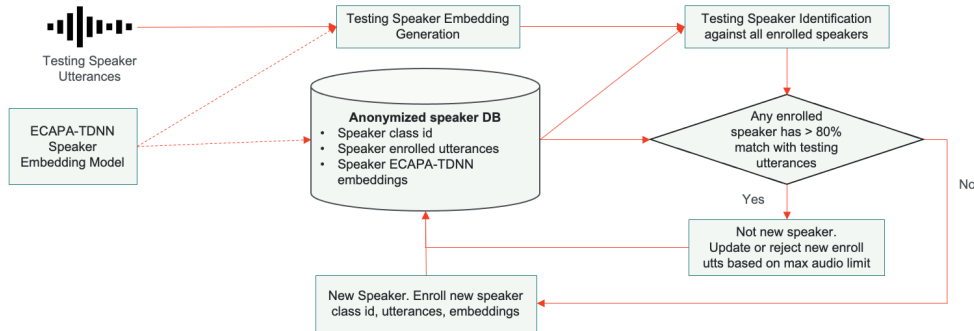 Testing Speaker Embedding
Generation
Testing Speaker Identification
against all enrolled speakers
Testing Speaker
Utterances
ECAPA-TDNN
Speaker
Embedding Model
Anonymized speaker DB
• Speaker class id
• Speaker enrolled utterances
• Speaker ECAPA-TDNN
embeddings
Any enrolled
speaker has > 80%
match with testing
utterances
No
Yes
Not new speaker.
Update or reject new enroll
utts based on max audio limit
New Speaker. Enroll new speaker
class id, utterances, embeddings